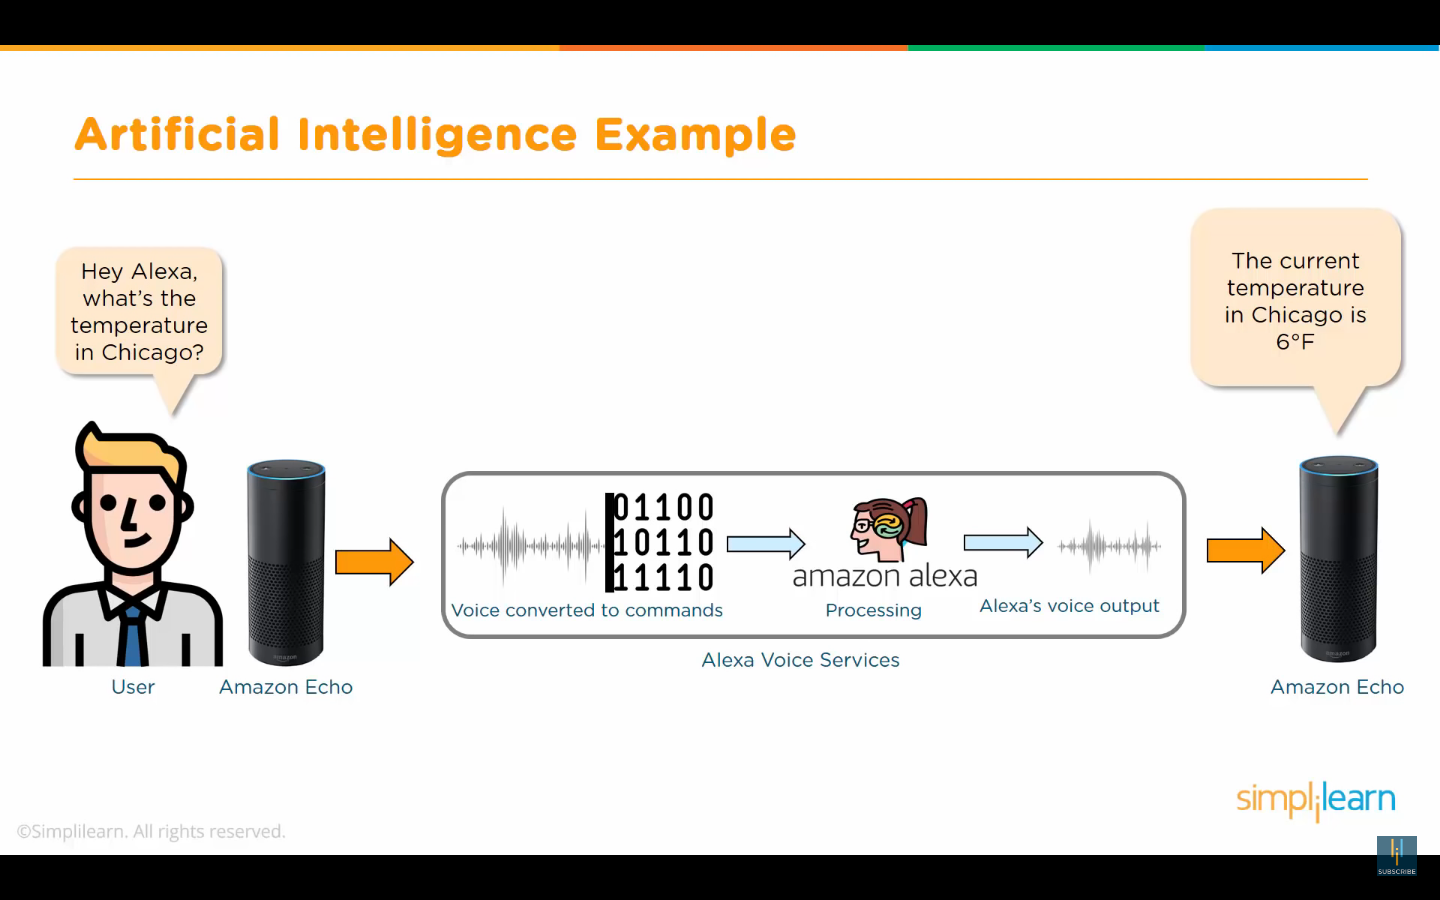 Artificial Intelligence Example
Hey Alexa,
what's the
temperature
in Chicago?
The current
temperature
in Chicago is
6°F
01100
10110
11110
amazon alexa
Voice converted to commands
Processing
Alexa's voice output
Alexa Voice Services
User
Amazon Echo
amazon
Amazon Echo
amazon
simplilearn
©Simplilearn. All rights reserved.
SUBSCRIBE